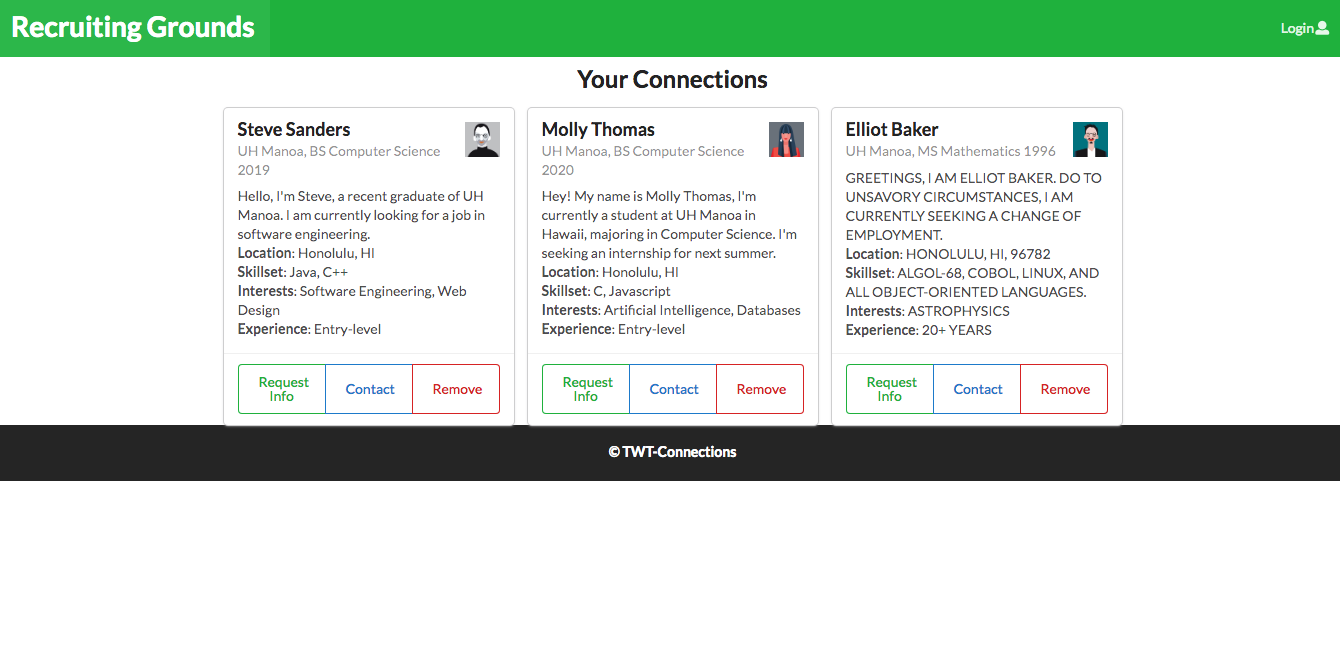 Recruiting Grounds
Login
Your Connections
Steve Sanders
UH Manoa, BS Computer Science
2019
Hello, I'm Steve, a recent graduate of UH
Manoa. I am currently looking for a job in
software engineering.
Location: Honolulu, HI
Skillset: Java, C++
Interests: Software Engineering, Web
Design
Experience: Entry-level
Request
Info
Contact
Remove
Molly Thomas
UH Manoa, BS Computer Science
2020
Hey! My name is Molly Thomas, I'm
currently a student at UH Manoa in
Hawaii, majoring in Computer Science. I'm
seeking an internship for next summer.
Location: Honolulu, HI
Skillset: C, Javascript
Interests: Artificial Intelligence, Databases
Experience: Entry-level
Request
Info
Contact
Remove
Elliot Baker
UH Manoa, MS Mathematics 1996
GREETINGS, I AM ELLIOT BAKER. DO TO
UNSAVORY CIRCUMSTANCES, I AM
CURRENTLY SEEKING A CHANGE OF
EMPLOYMENT.
Location: HONOLULU, HI, 96782
Skillset: ALGOL-68, COBOL, LINUX, AND
ALL OBJECT-ORIENTED LANGUAGES.
Interests: ASTROPHYSICS
Experience: 20+ YEARS
Request
Info
Contact
Remove
© TWT-Connections